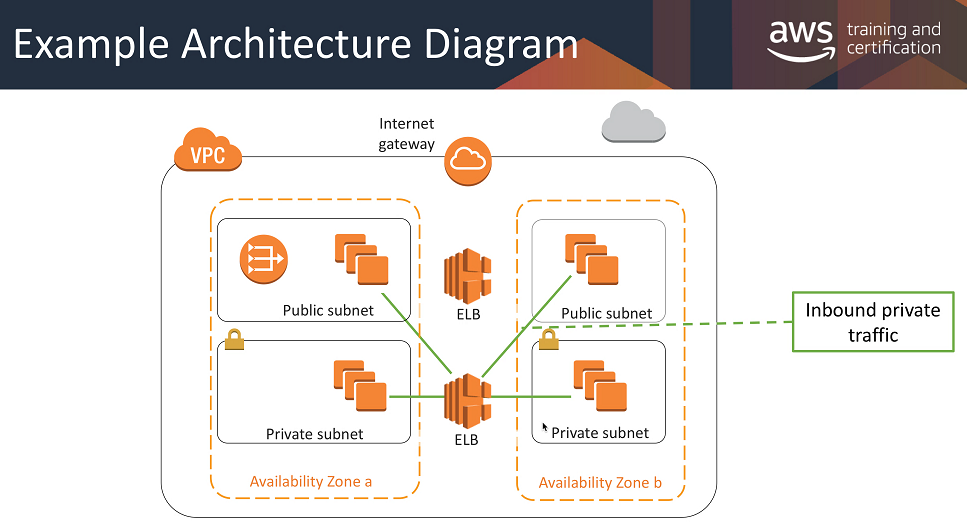 Example Architecture Diagram
aws training and
certification
Internet
gateway
VPC
Public subnet
ELB
Public subnet
Inbound private
traffic
Private subnet
ELB
Private subnet
Availability Zone a
Availability Zone b